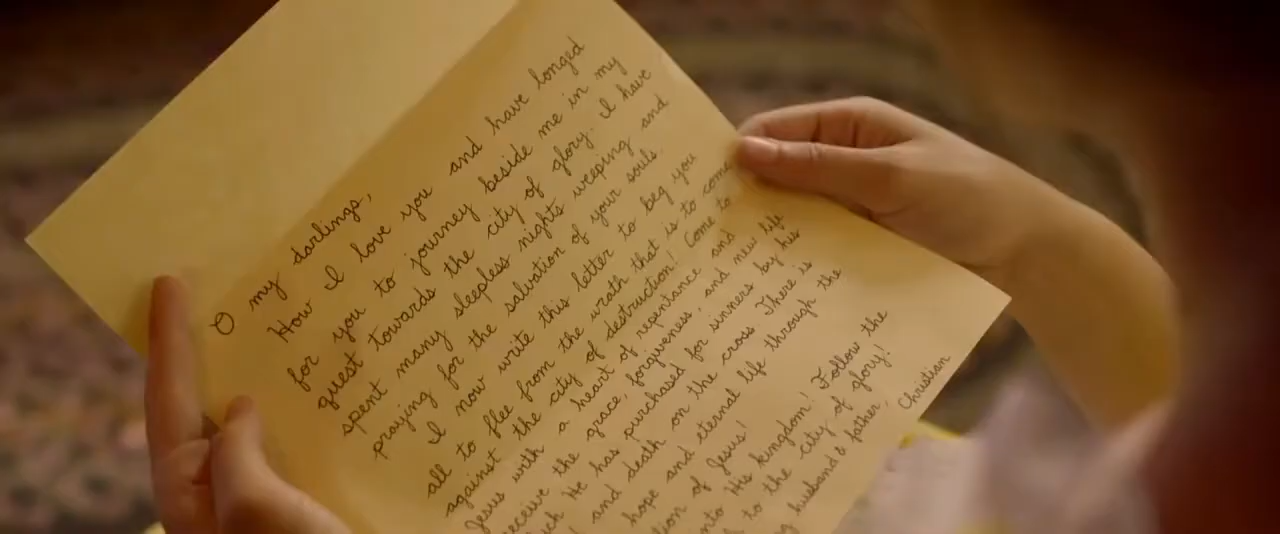 O my darlings,
How I love you and have longed
for you to journey beside me in my
quest towards the city of glory. I have
spent many sleepless nights weeping and
praying for the salvation of your souls.
I now write this letter to beg you
all to flee from the wrath that is to come
against the city of destruction! Come to
Jesus with a heart of repentance and
receive the grace, forgiveness, and new life
He has purchased for sinners by his
and death on the cross. There is
hope and eternal life through the
of Jesus!
His kingdom! Follow the
to the city of glory!
husband & father,
Christian